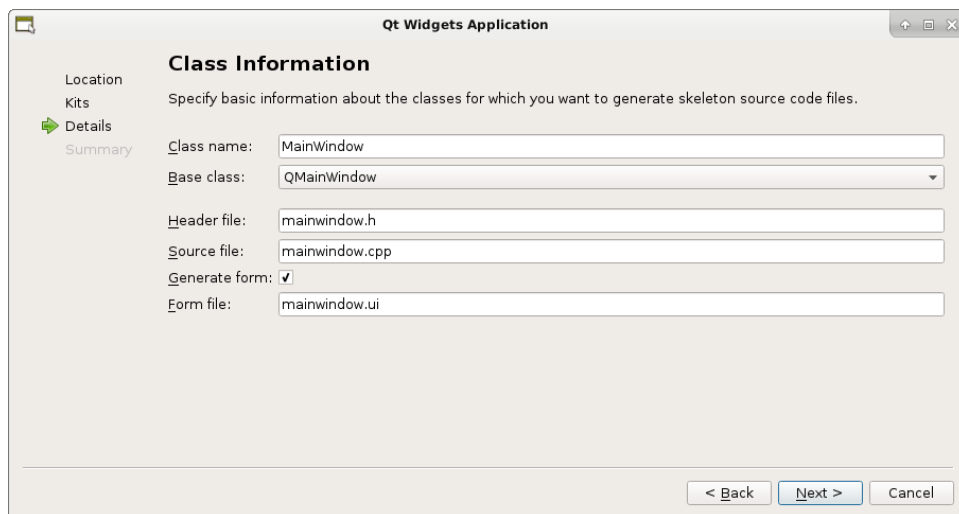 Qt Widgets Application
Location
Kits
Details
Summary
Class Information
Specify basic information about the classes for which you want to generate skeleton source code files.
Class name: MainWindow
Base class: QMainWindow
Header file: mainwindow.h
Source file: mainwindow.cpp
Generate form:
Form file: mainwindow.ui
< Back Next > Cancel